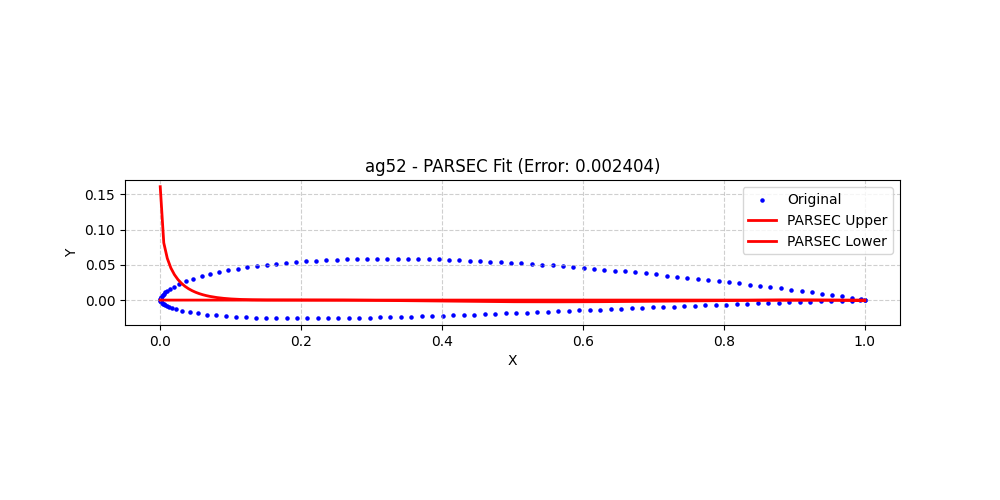 ag52 - PARSEC Fit (Error: 0.002404)
0.15
0.10
0.05
0.00
Y
Original
PARSEC Upper
PARSEC Lower
0.0 0.2 0.4 0.6 0.8 1.0
X